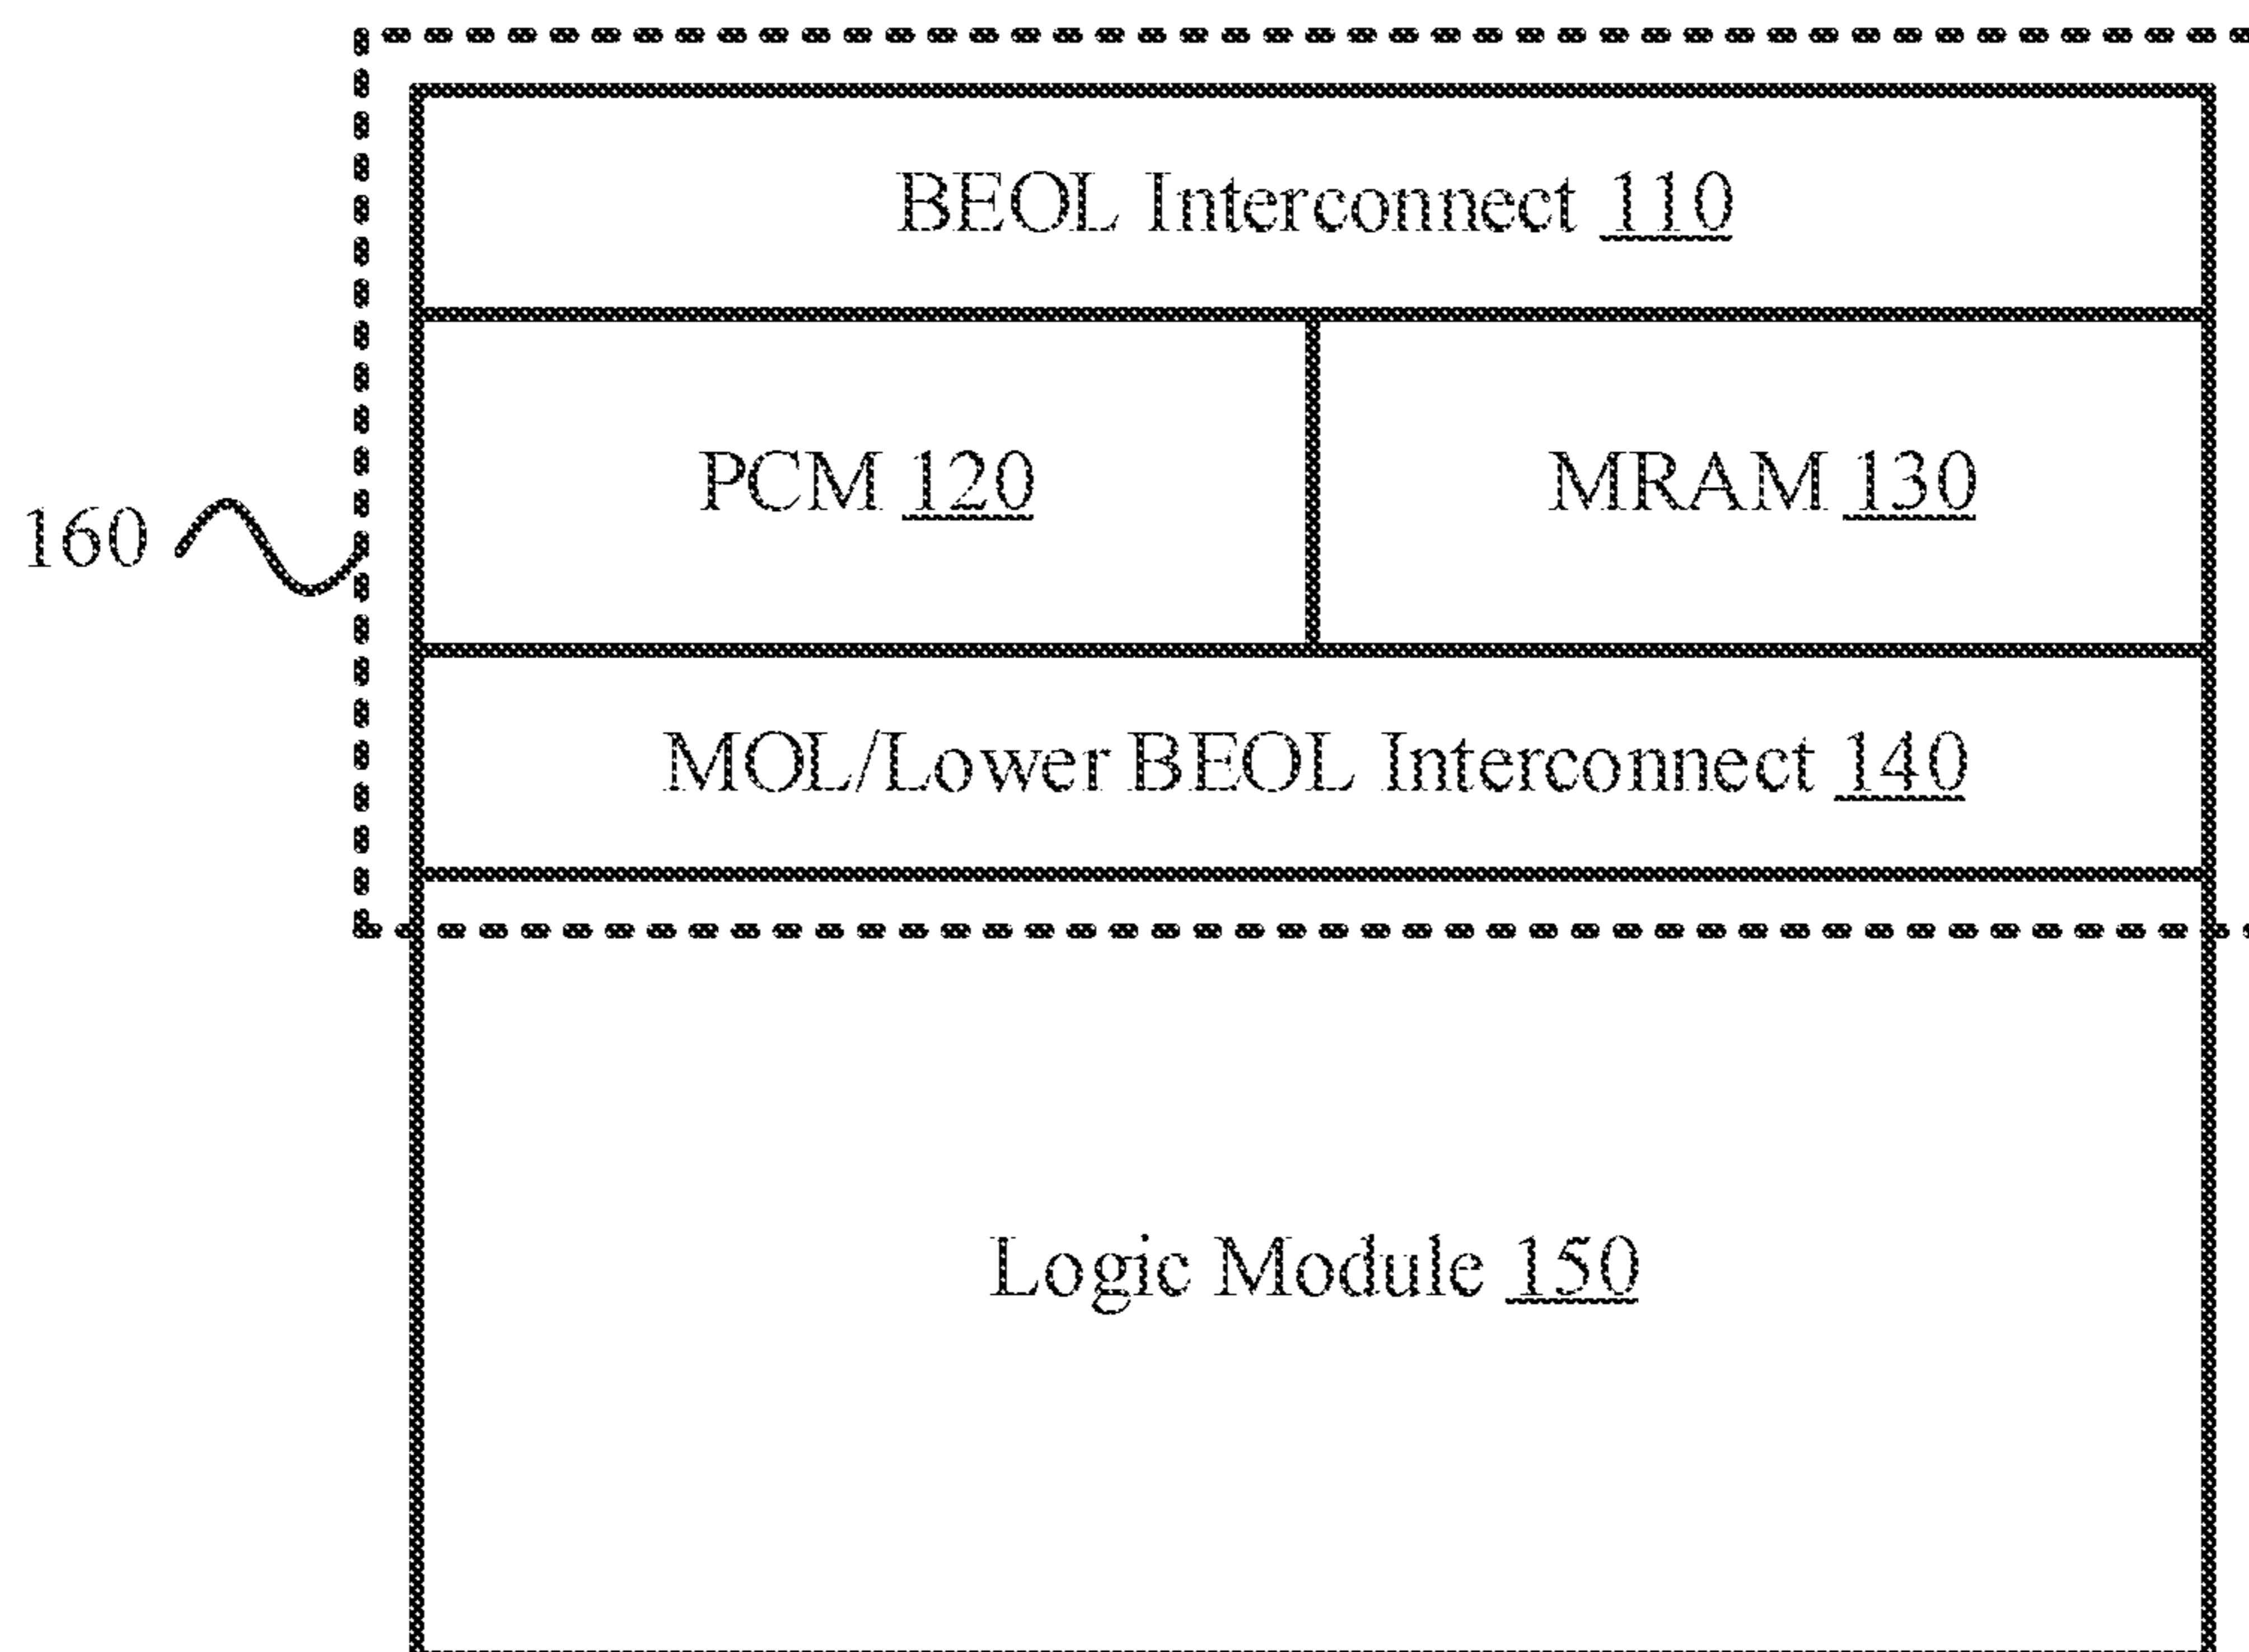 BEOL Interconnect 110
PCM 120
MRAM 130
160
MOL/Lower BEOL Interconnect 140
Logic Module 150